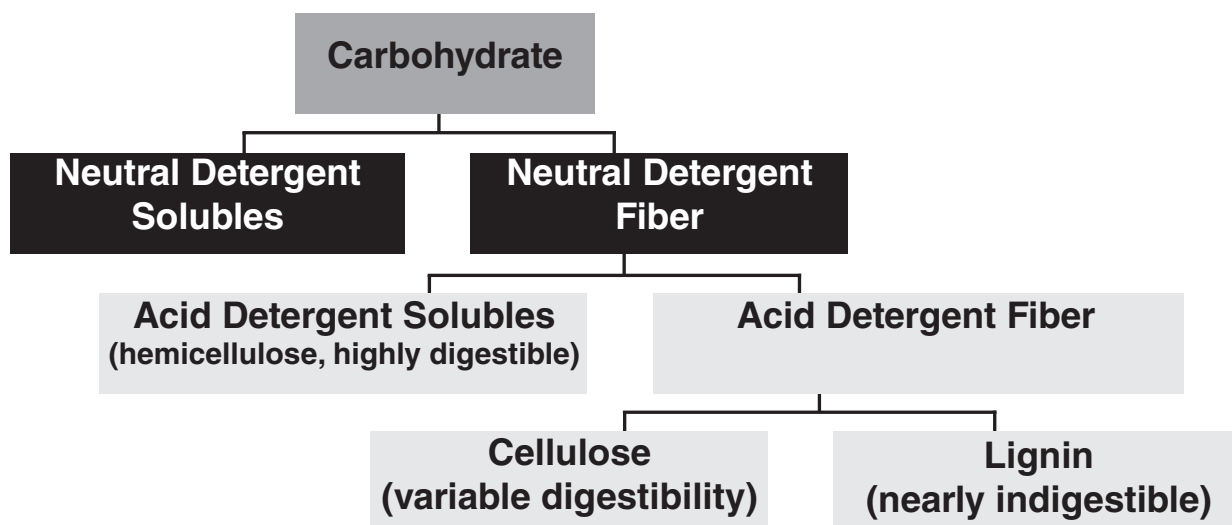 Carbohydrate
Neutral Detergent
Solubles
Neutral Detergent
Fiber
Acid Detergent Solubles
(hemicellulose, highly digestible)
Acid Detergent Fiber
Cellulose
(variable digestibility)
Lignin
(nearly indigestible)